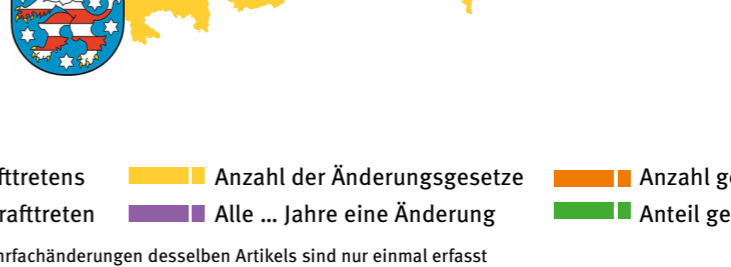 fttretens Anzahl der Änderungsgesetze Anzahl ge
rafttreten Alle ... Jahre eine Änderung Anteil ge
hrfachänderungen desselben Artikels sind nur einmal erfasst